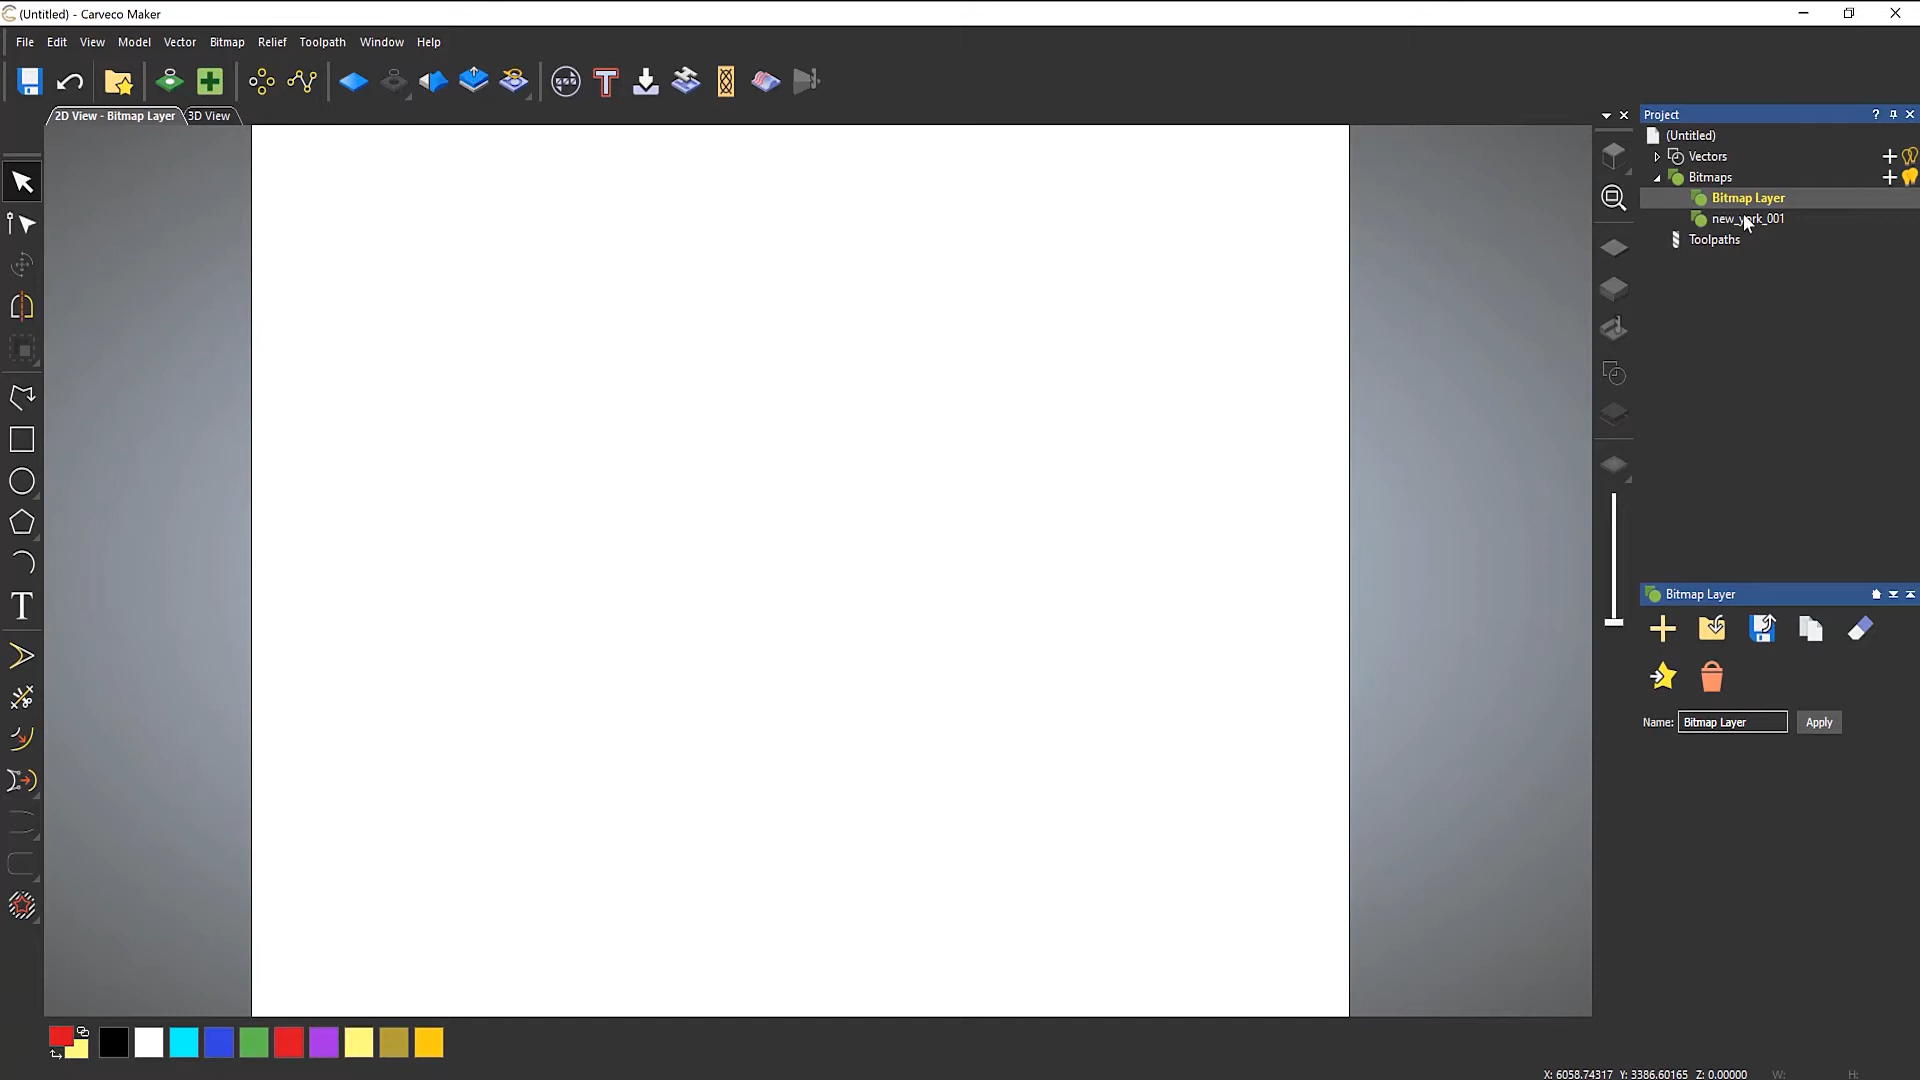 (Untitled) - Carveco Maker
File Edit View Model Vector Bitmap Relief Toolpath Window Help
2D View - Bitmap Layer 3D View
Project
(Untitled)
Vectors
Bitmaps
Bitmap Layer
new_york_001
Toolpaths
Bitmap Layer
Name: Bitmap Layer Apply
X: 6058.74317 Y: 3386.60165 Z: 0.00000 W: H: